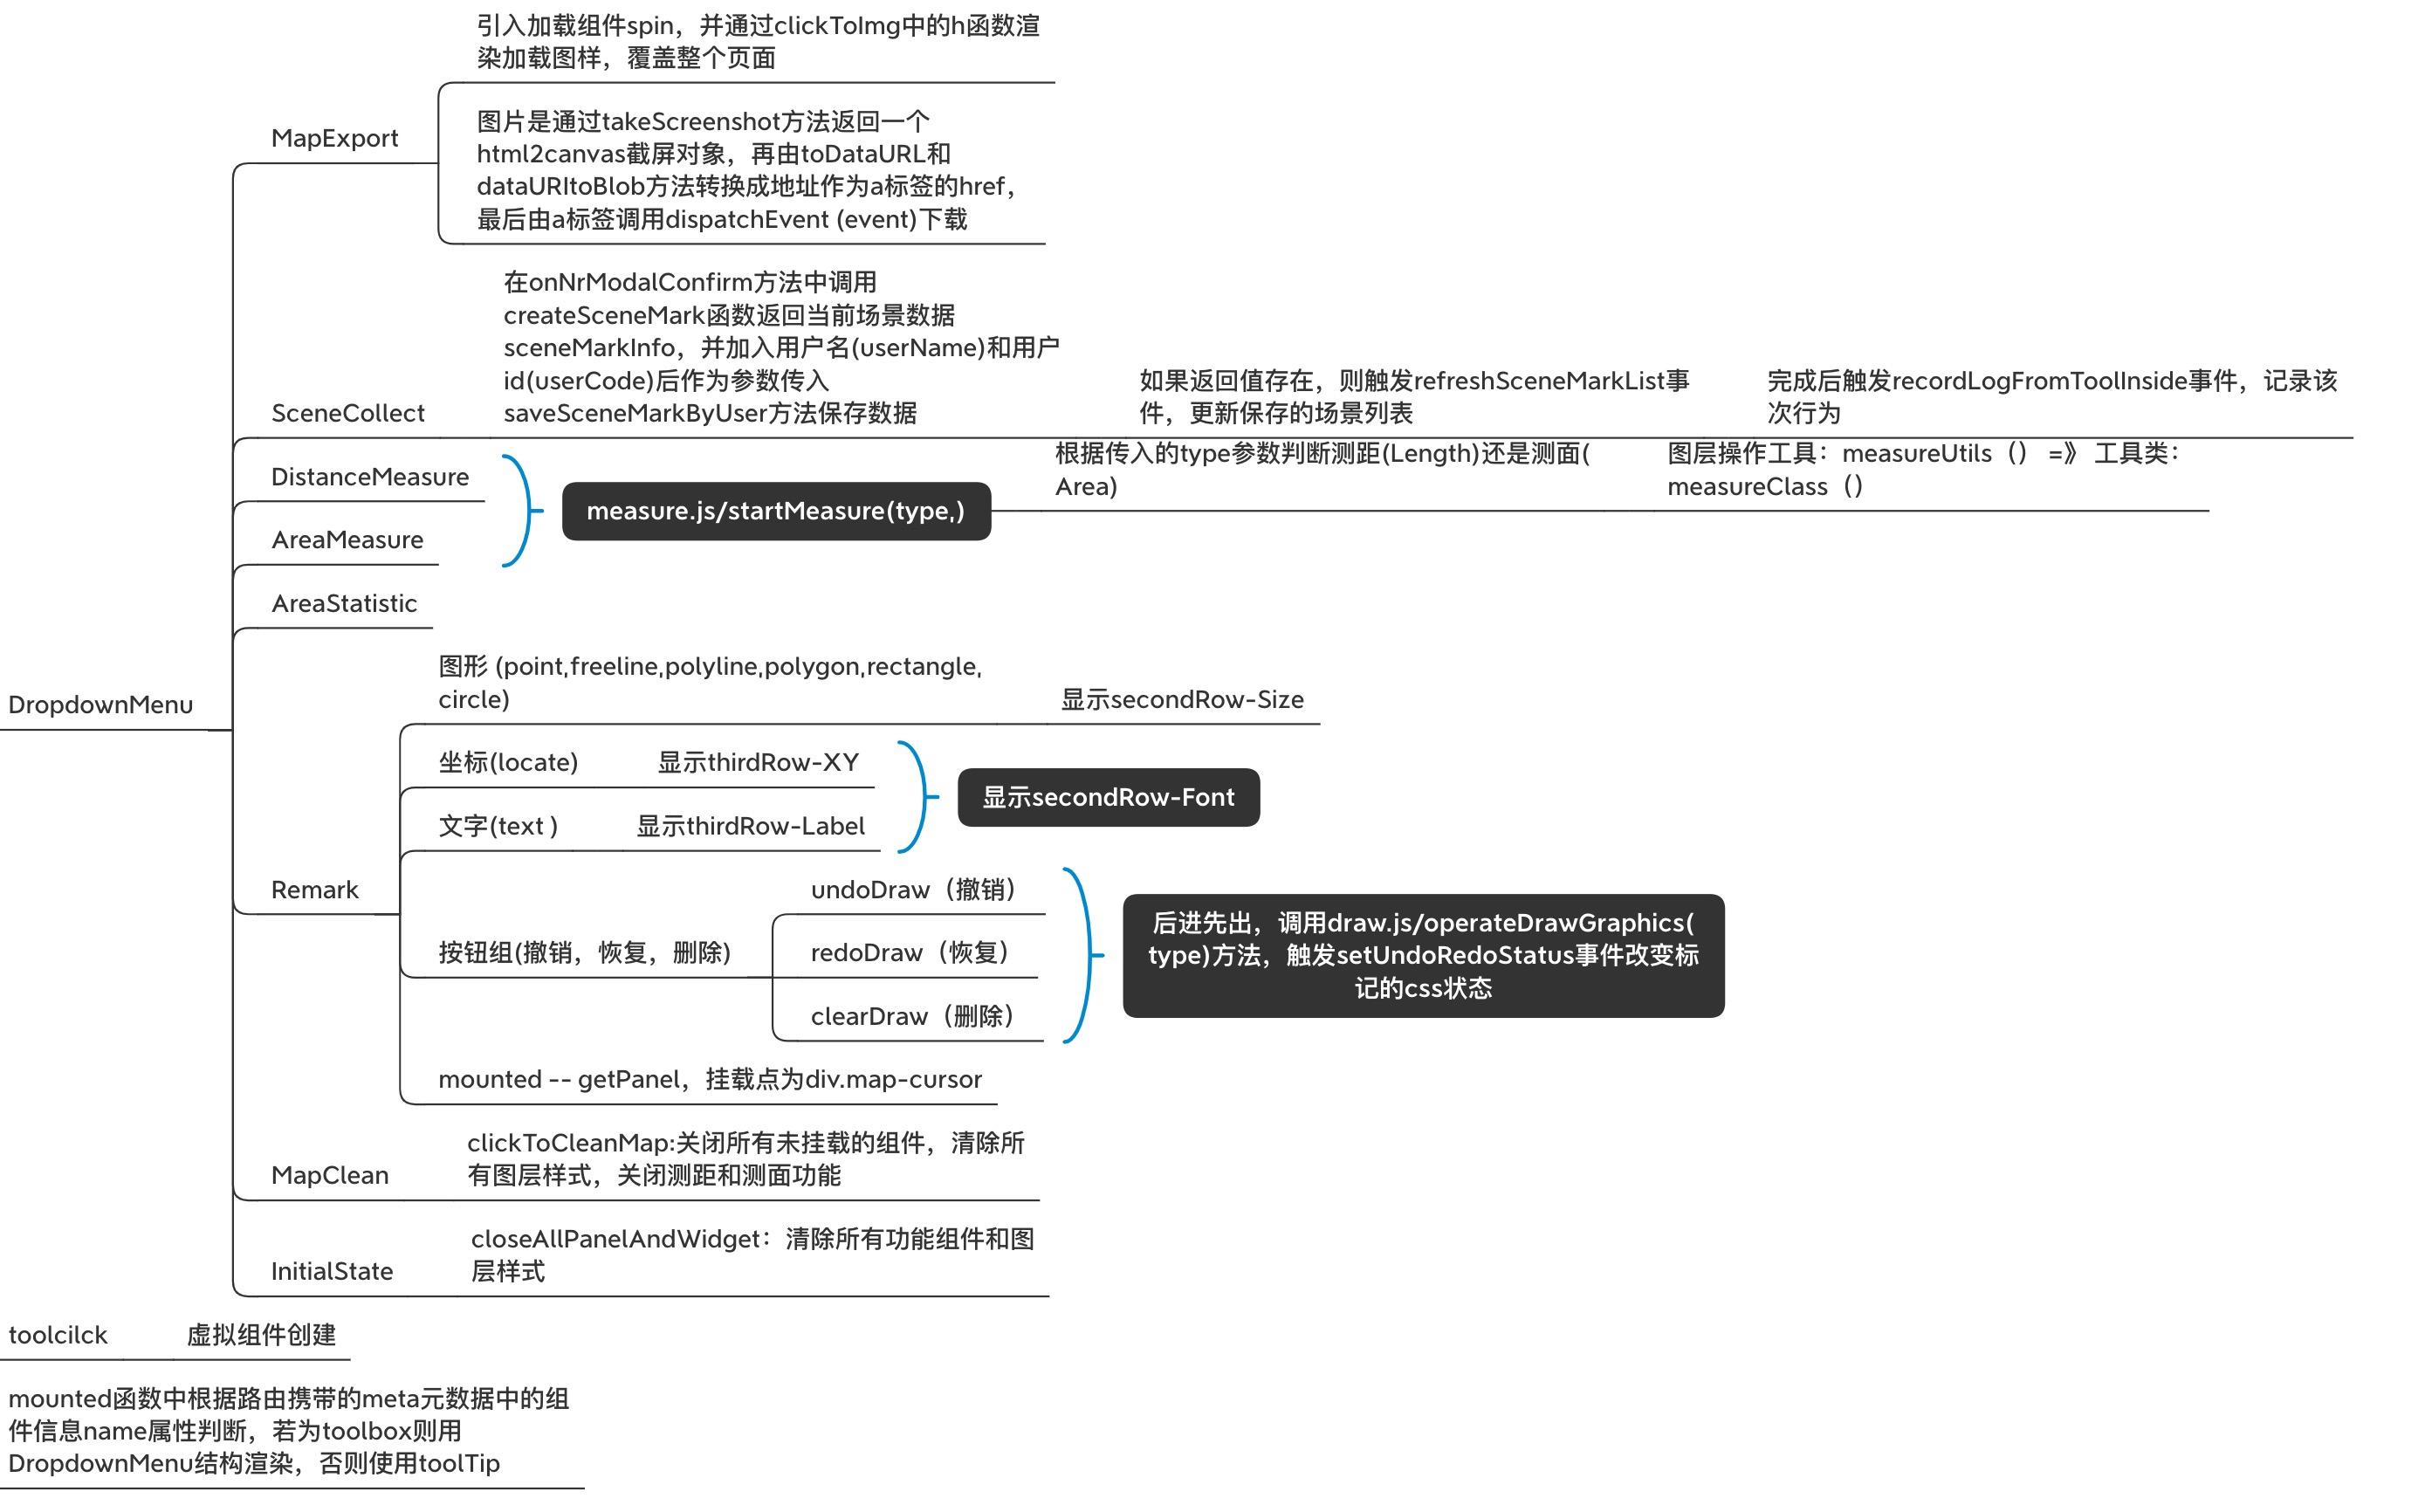 引入加载组件spin，并通过clickToImg中的h函数渲
染加载图样，覆盖整个页面
MapExport
图片是通过takeScreenshot方法返回一个
html2canvas截屏对象，再由toDataURL和
dataURItoBlob方法转换成地址作为a标签的href，
最后由a标签调用dispatchEvent (event)下载
SceneCollect
在onNrModalConfirm方法中调用
createSceneMark函数返回当前场景数据
sceneMarkInfo，并加入用户名(userName)和用户
id(userCode)后作为参数传入
saveSceneMarkByUser方法保存数据
如果返回值存在，则触发refreshSceneMarkList事
件，更新保存的场景列表
完成后触发recordLogFromToolInside事件，记录该
次行为
DistanceMeasure
AreaMeasure
measure.js/startMeasure(type,)
根据传入的type参数判断测距(Length)还是测面(
Area)
图层操作工具：measureUtils（） =》 工具类：
measureClass（）
AreaStatistic
DropdownMenu
Remark
图形 (point,freeline,polyline,polygon,rectangle,
circle)
显示secondRow-Size
坐标(locate)
显示thirdRow-XY
文字(text )
显示thirdRow-Label
显示secondRow-Font
按钮组(撤销，恢复，删除)
undoDraw（撤销）
redoDraw（恢复）
clearDraw（删除）
后进先出，调用draw.js/operateDrawGraphics(
type)方法，触发setUndoRedoStatus事件改变标
记的css状态
mounted -- getPanel，挂载点为div.map-cursor
MapClean
clickToCleanMap:关闭所有未挂载的组件，清除所
有图层样式，关闭测距和测面功能
InitialState
closeAllPanelAndWidget：清除所有功能组件和图
层样式
toolcilck
虚拟组件创建
mounted函数中根据路由携带的meta元数据中的组
件信息name属性判断，若为toolbox则用
DropdownMenu结构渲染，否则使用toolTip